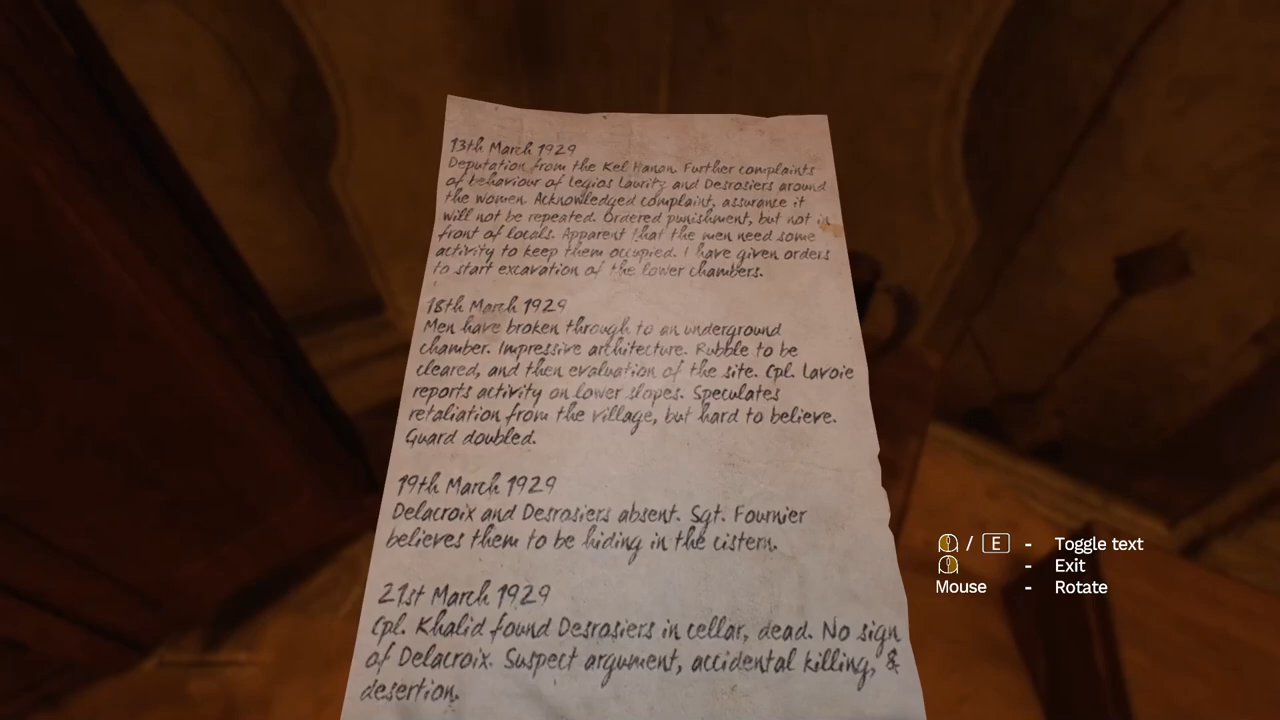 13th March 1929
Deputation from the Kel Hanon. Further complaints
of behaviour of legios Lauritz and Desrosiers around
the women. Acknowledged complaint, assurance it
will not be repeated. Ordered punishment, but not in
front of locals. Apparent that the men need some
activity to keep them occupied. I have given orders
to start excavation of the lower chambers.
18th March 1929
Men have broken through to an underground
chamber. Impressive architecture. Rubble to be
cleared, and then evaluation of the site. Cpl. Lavoie
reports activity on lower slopes. Speculates
retaliation from the village, but hard to believe.
Guard doubled.
19th March 1929
Delacroix and Desrosiers absent. Sgt. Fournier
believes them to be hiding in the cistern.
21st March 1929
Cpl. Khalid found Desrosiers in cellar, dead. No sign
of Delacroix. Suspect argument, accidental killing, &
desertion.
/ E - Toggle text
- Exit
Mouse - Rotate